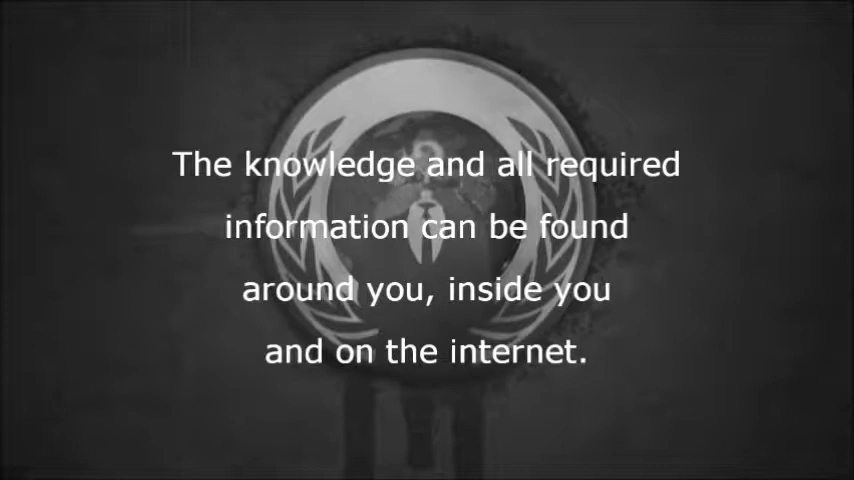 The knowledge and all required
information can be found
around you, inside you
and on the internet.